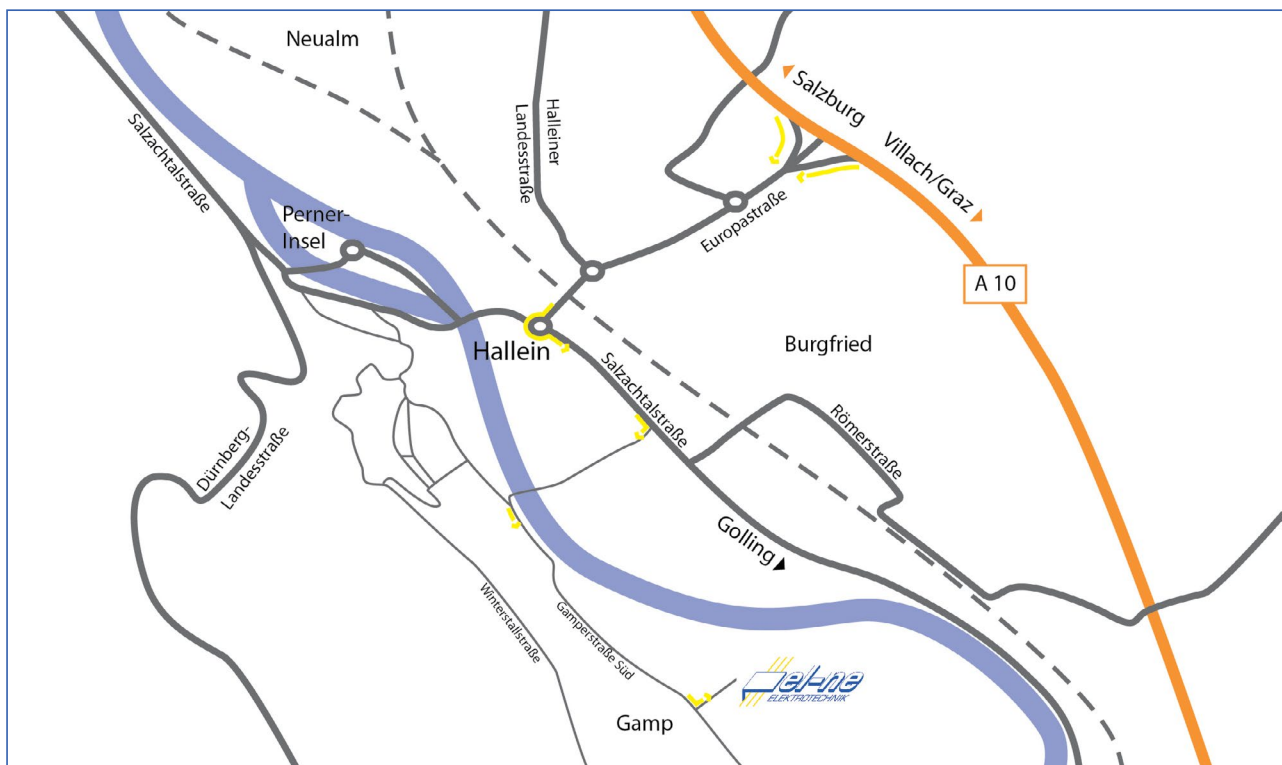 Neualm
Salzburg
Halleiner
Landesstraße
Salzachtalstraße
Villach/Graz
Perner-
Insel
Europastraße
A 10
Hallein
Burgfried
Salzachtalstraße
Römerstraße
Dürnberg-
Landesstraße
Golling
Winterstallstraße
Gamperstraße Süd
el-ne
ELEKTROTECHNIK
Gamp